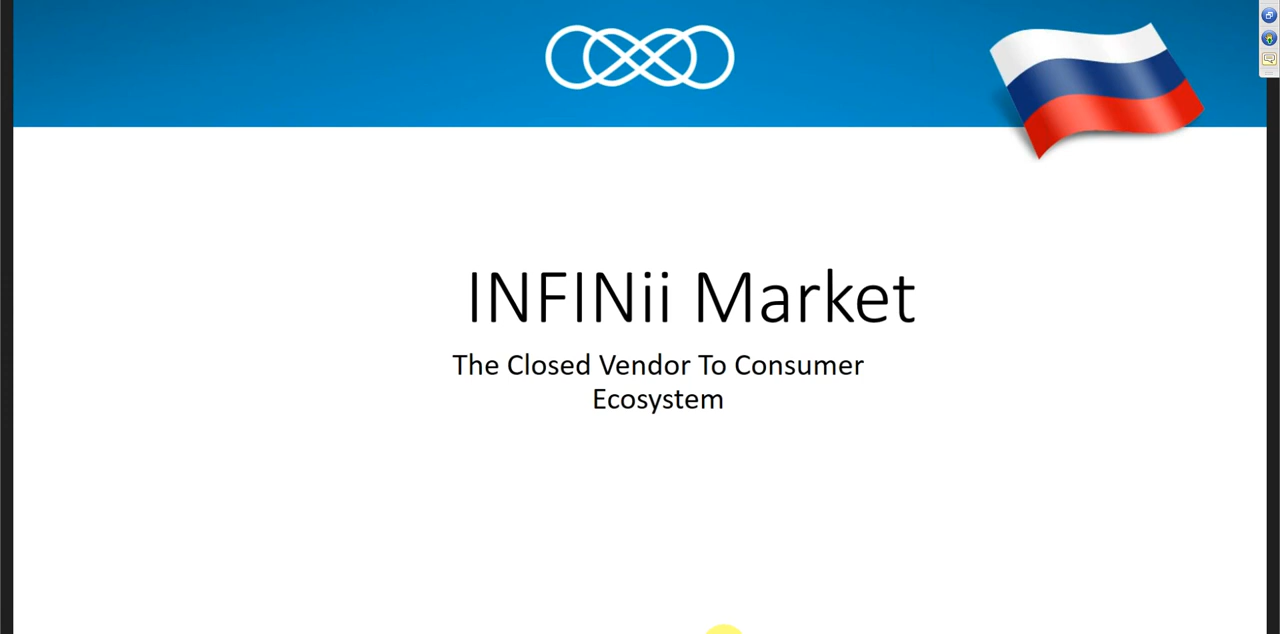 INFINii Market
The Closed Vendor To Consumer
Ecosystem